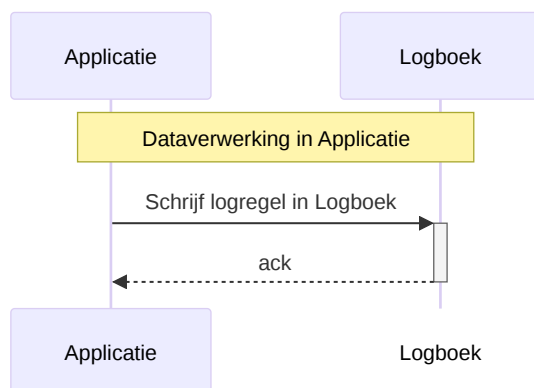 Applicatie
Logboek
Dataverwerking in Applicatie
Schrijf logregel in Logboek
ack
Applicatie
Logboek